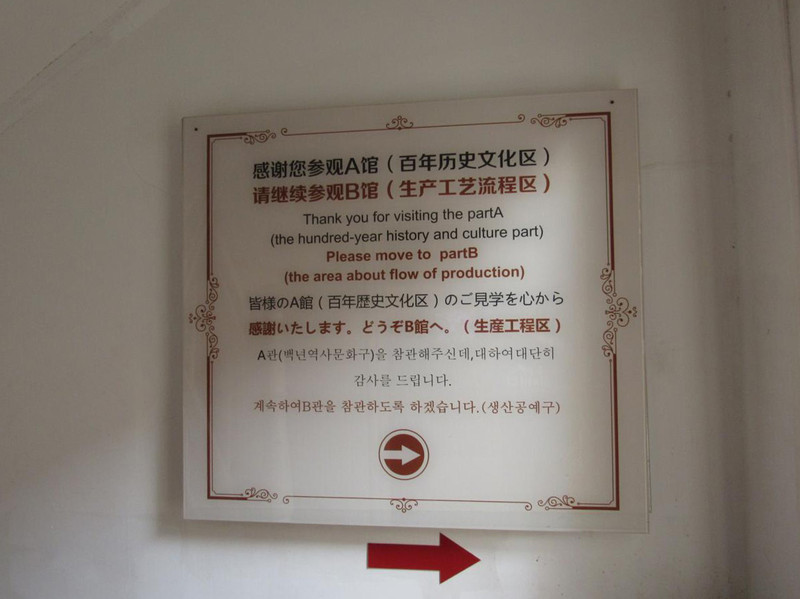 感谢您参观A馆（百年历史文化区）
请继续参观B馆（生产工艺流程区）
Thank you for visiting the partA
(the hundred-year history and culture part)
Please move to partB
(the area about flow of production)
皆様のA館（百年歴史文化区）のご見学を心から
感謝いたします。どうぞB館へ。（生産工程区）
A관(백년역사문화구)을 참관해주신데,대하여대단히
감사를 드립니다.
계속하여B관을 참관하도록 하겠습니다.(생산공예구)